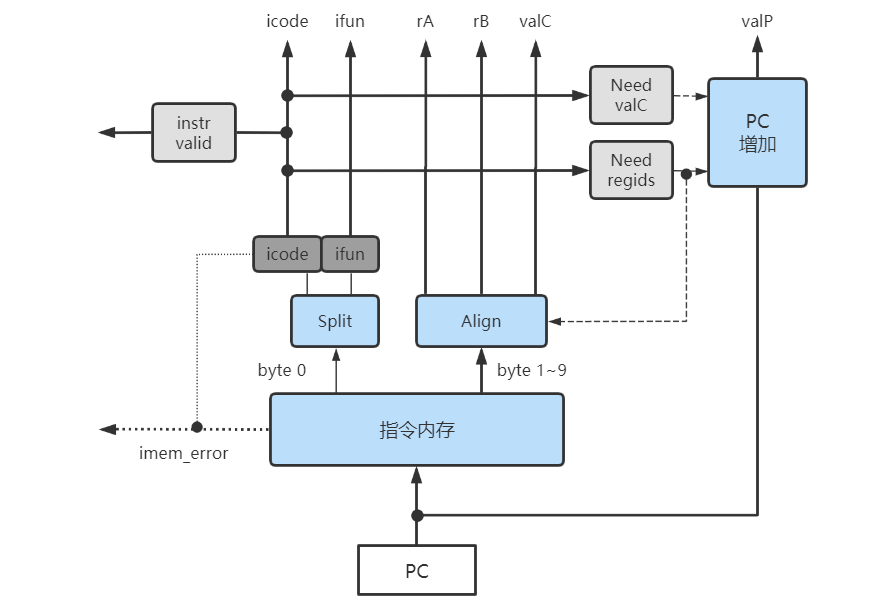 icode ifun rA rB valC valP
Need
valC
PC
增加
instr
valid
Need
regids
icode ifun
Split
Align
byte 0
byte 1~9
指令内存
imem_error
PC